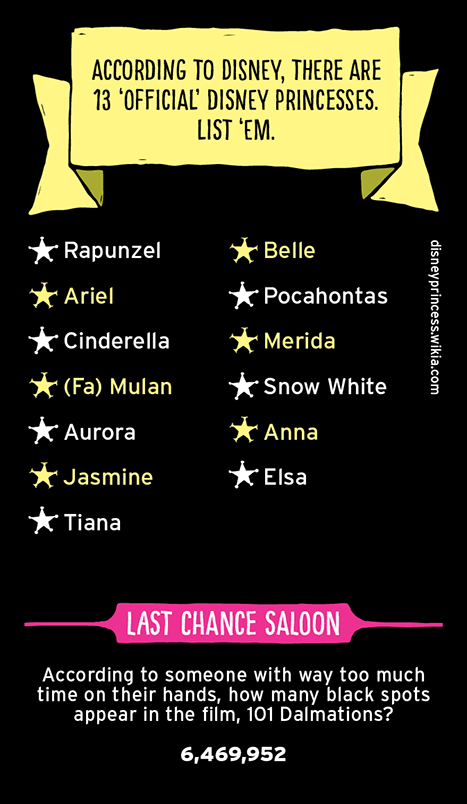 ACCORDING TO DISNEY, THERE ARE
13 ‘OFFICIAL’ DISNEY PRINCESSES.
LIST ‘EM.
Rapunzel
Ariel
Cinderella
(Fa) Mulan
Aurora
Jasmine
Tiana
Belle
Pocahontas
Merida
Snow White
Anna
Elsa
disneyprincess.wikia.com
LAST CHANCE SALOON
According to someone with way too much
time on their hands, how many black spots
appear in the film, 101 Dalmations?
6,469,952